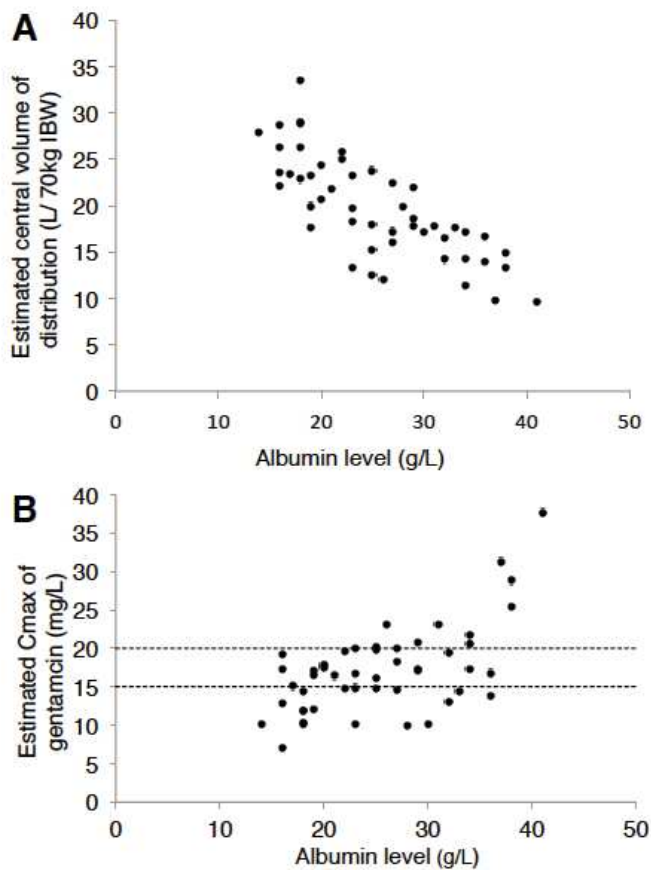 A
40
35
30
25
20
15
10
5
0
Estimated central volume of
distribution (L/ 70kg IBW)
0 10 20 30 40 50
Albumin level (g/L)
B
40
35
30
25
20
15
10
5
0
Estimated Cmax of
gentamcin (mg/L)
0 10 20 30 40 50
Albumin level (g/L)